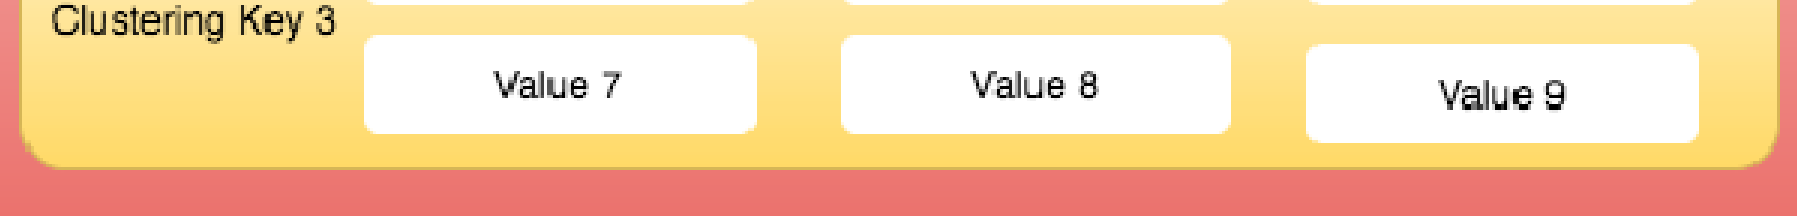 Clustering Key 3
Value 7 Value 8 Value 9